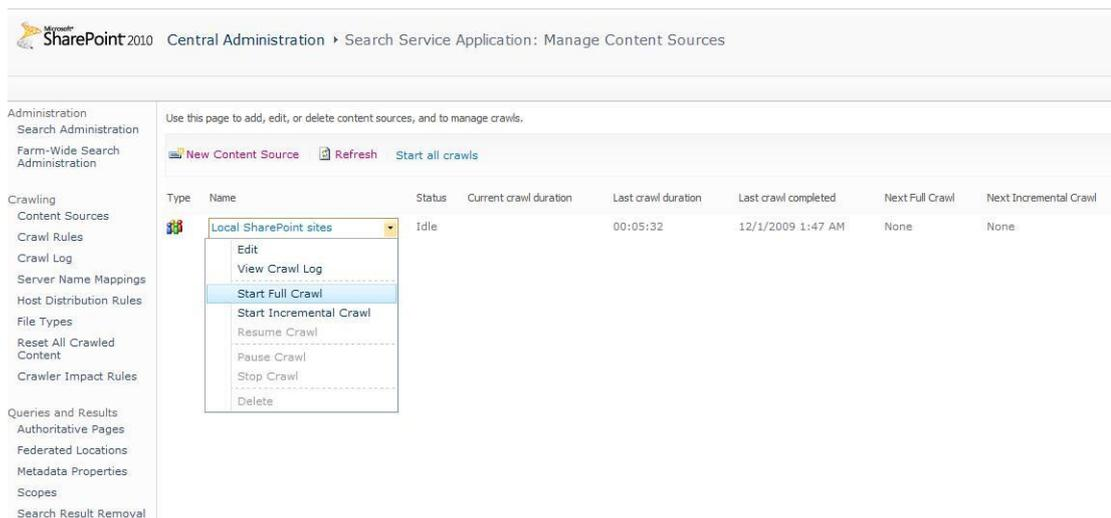 Microsoft
SharePoint 2010 Central Administration ▸ Search Service Application: Manage Content Sources
Administration
Search Administration
Farm-Wide Search
Administration
Crawling
Content Sources
Crawl Rules
Crawl Log
Server Name Mappings
Host Distribution Rules
File Types
Reset All Crawled
Content
Crawler Impact Rules
Queries and Results
Authoritative Pages
Federated Locations
Metadata Properties
Scopes
Search Result Removal
Use this page to add, edit, or delete content sources, and to manage crawls.
New Content Source Refresh Start all crawls
Type Name Status Current crawl duration Last crawl duration Last crawl completed Next Full Crawl Next Incremental Crawl
Local SharePoint sites Idle 00:05:32 12/1/2009 1:47 AM None None
Edit
View Crawl Log
Start Full Crawl
Start Incremental Crawl
Resume Crawl
Pause Crawl
Stop Crawl
Delete